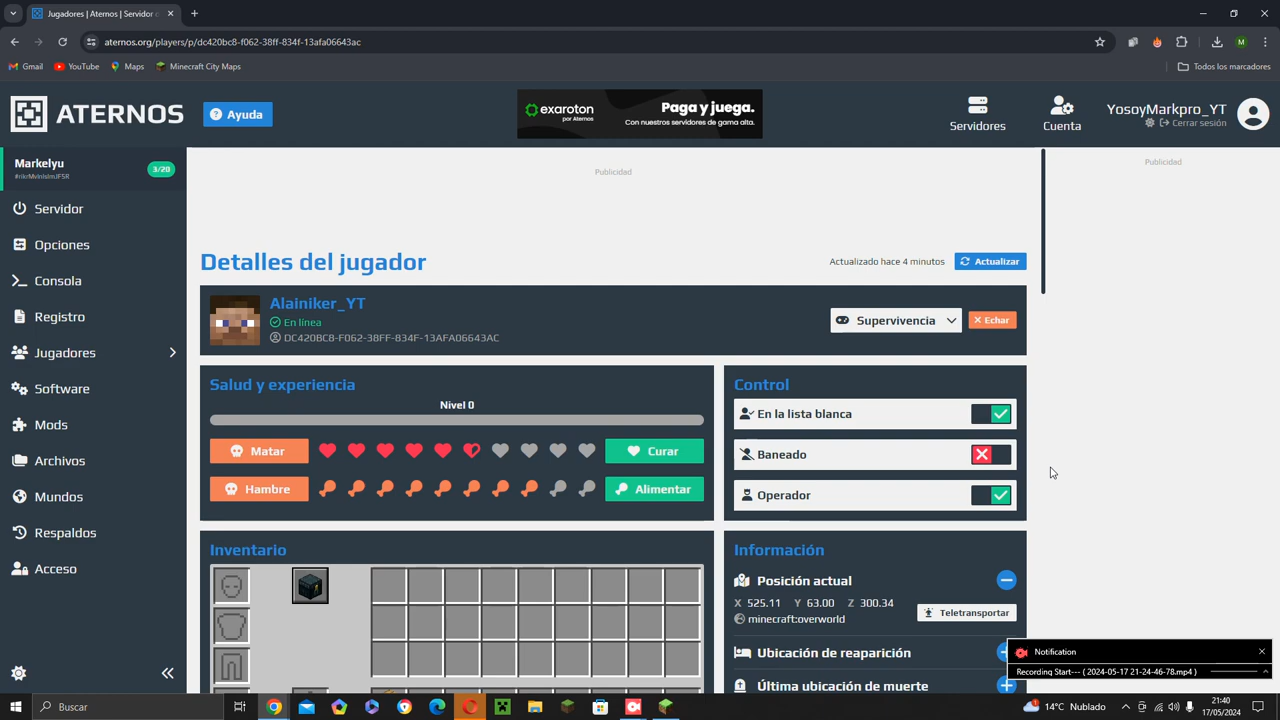 Jugadores | Aternos | Servidor d
aternos.org/players/p/dc420bc8-f062-38ff-834f-13afa06643ac
M
Gmail
YouTube
Maps
Minecraft City Maps
Todos los marcadores
ATERNOS
Ayuda
exaroton
por Aternos
Paga y juega.
Con nuestros servidores de gama alta.
Servidores
Cuenta
YosoyMarkpro_YT
Cerrar sesión
Markelyu
3/20
Publicidad
Publicidad
Servidor
Opciones
Consola
Registro
Jugadores
Software
Mods
Archivos
Mundos
Respaldos
Acceso
Detalles del jugador
Actualizado hace 4 minutos
Actualizar
Alainiker_YT
En línea
DC420BC8-F062-38FF-834F-13AFA06643AC
Supervivencia
Echar
Salud y experiencia
Nivel 0
Matar
Curar
Hambre
Alimentar
Control
En la lista blanca
Baneado
Operador
Inventario
Información
Posición actual
X 525.11 Y 63.00 Z 300.34
minecraft:overworld
Teletransportar
Ubicación de reaparición
Última ubicación de muerte
Notification
Recording Start--- ( 2024-05-17 21-24-46-78.mp4 )
Buscar
14°C Nublado
21:40
17/05/2024